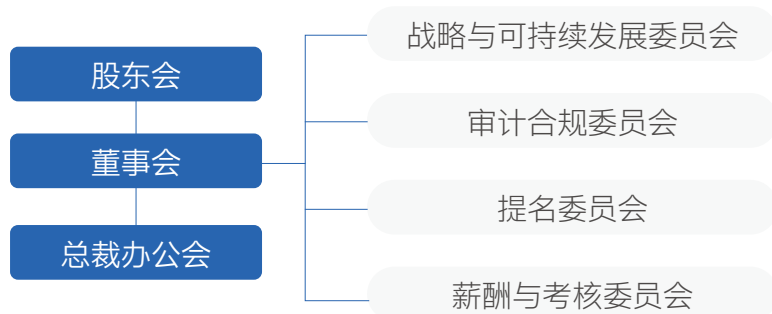 股东会
董事会
总裁办公会
战略与可持续发展委员会
审计合规委员会
提名委员会
薪酬与考核委员会